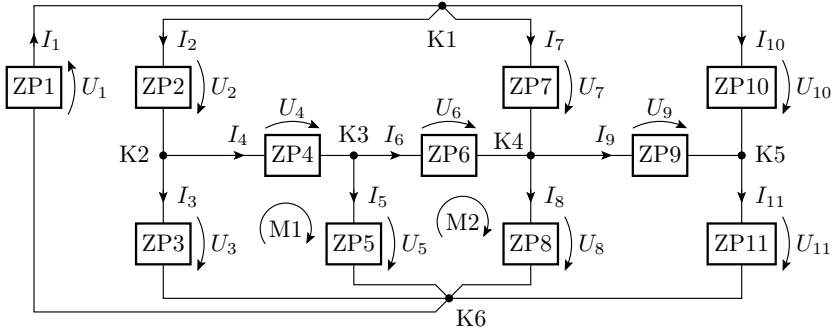 K1
I1 I2 I7 I10
ZP1 U1 ZP2 U2 ZP7 U7 ZP10 U10
U4 U6 U9
K2 I4 K3 I6 K4 I9 K5
ZP4 ZP6 ZP9
I3 I5 I8 I11
M1 M2
ZP3 U3 ZP5 U5 ZP8 U8 ZP11 U11
K6